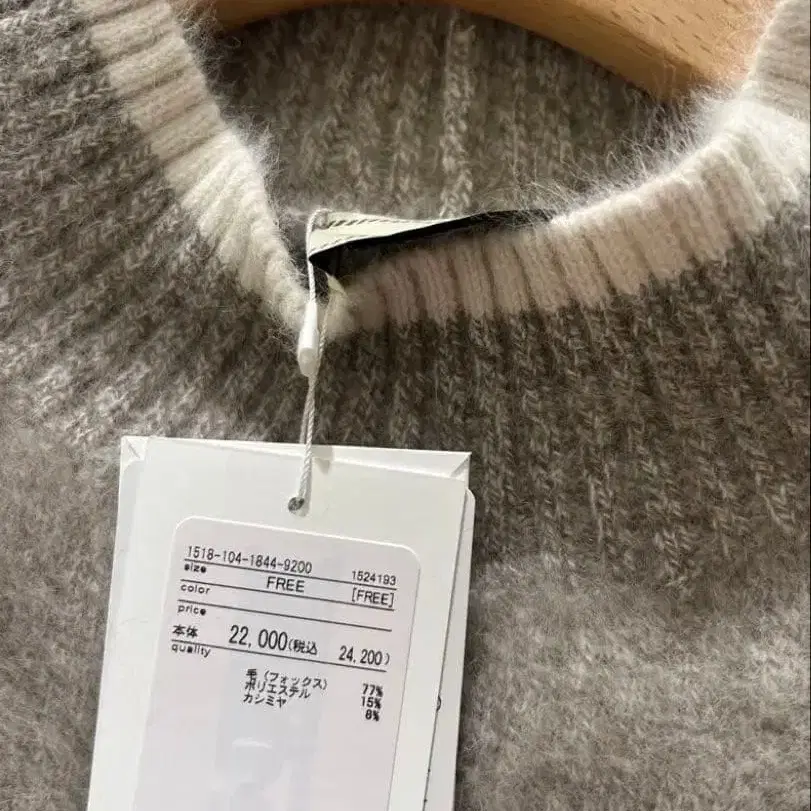 1518-104-1844-9200
size FREE 1524193
color [FREE]
price
本体 22,000(税込 24,200)
quality
毛(フォックス) 77%
ポリエステル 15%
カシミヤ 8%